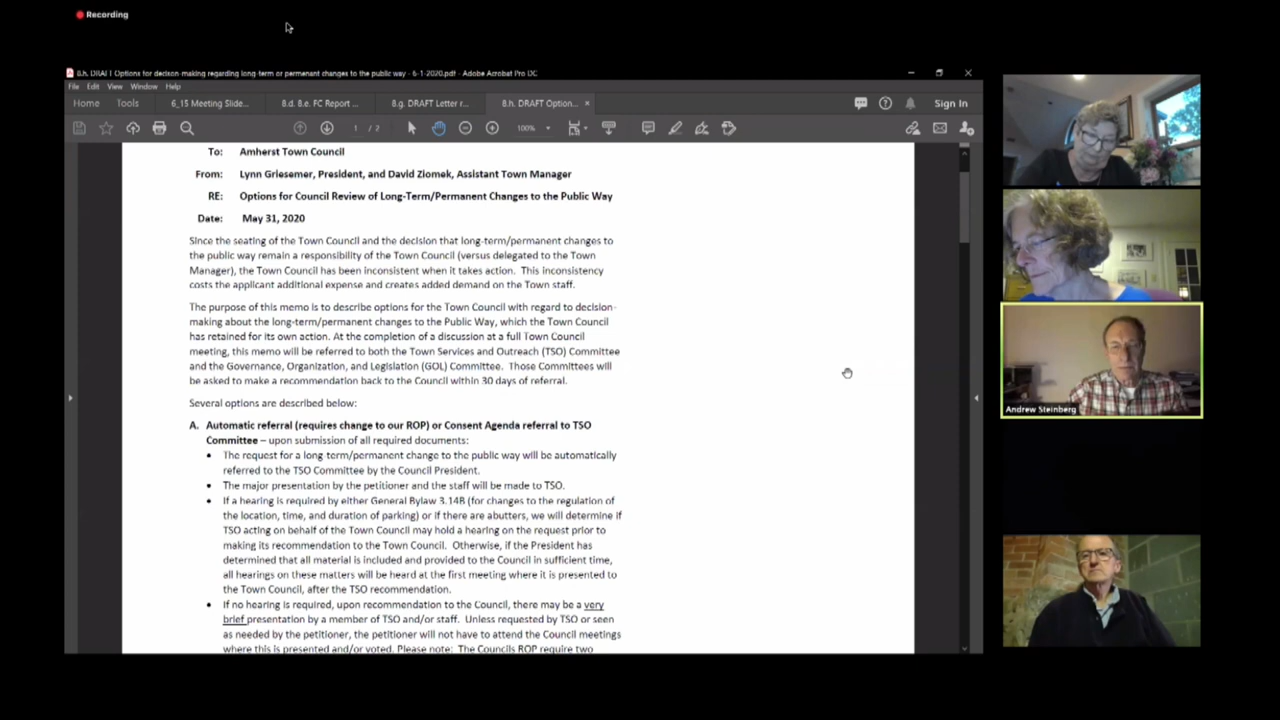 Recording
8.h. DRAFT Options for decison-making regarding long-term or permenant changes to the public way - 6-1-2020.pdf - Adobe Acrobat Pro DC
File Edit View Window Help
Home Tools 6_15 Meeting Slide... 8.d. 8.e. FC Report ... 8.g. DRAFT Letter r... 8.h. DRAFT Option... × Sign In
1 / 2 100%
To: Amherst Town Council
From: Lynn Griesemer, President, and David Ziomek, Assistant Town Manager
RE: Options for Council Review of Long-Term/Permanent Changes to the Public Way
Date: May 31, 2020
Since the seating of the Town Council and the decision that long-term/permanent changes to
the public way remain a responsibility of the Town Council (versus delegated to the Town
Manager), the Town Council has been inconsistent when it takes action. This inconsistency
costs the applicant additional expense and creates added demand on the Town staff.
The purpose of this memo is to describe options for the Town Council with regard to decision-
making about the long-term/permanent changes to the Public Way, which the Town Council
has retained for its own action. At the completion of a discussion at a full Town Council
meeting, this memo will be referred to both the Town Services and Outreach (TSO) Committee
and the Governance, Organization, and Legislation (GOL) Committee. Those Committees will
be asked to make a recommendation back to the Council within 30 days of referral.
Several options are described below:
A. Automatic referral (requires change to our ROP) or Consent Agenda referral to TSO
Committee – upon submission of all required documents:
• The request for a long term/permanent change to the public way will be automatically
referred to the TSO Committee by the Council President.
• The major presentation by the petitioner and the staff will be made to TSO.
• If a hearing is required by either General Bylaw 3.14B (for changes to the regulation of
the location, time, and duration of parking) or if there are abutters, we will determine if
TSO acting on behalf of the Town Council may hold a hearing on the request prior to
making its recommendation to the Town Council. Otherwise, if the President has
determined that all material is included and provided to the Council in sufficient time,
all hearings on these matters will be heard at the first meeting where it is presented to
the Town Council, after the TSO recommendation.
• If no hearing is required, upon recommendation to the Council, there may be a very
brief presentation by a member of TSO and/or staff. Unless requested by TSO or seen
as needed by the petitioner, the petitioner will not have to attend the Council meetings
where this is presented and/or voted. Please note: The Councils ROP require two
Andrew Steinberg